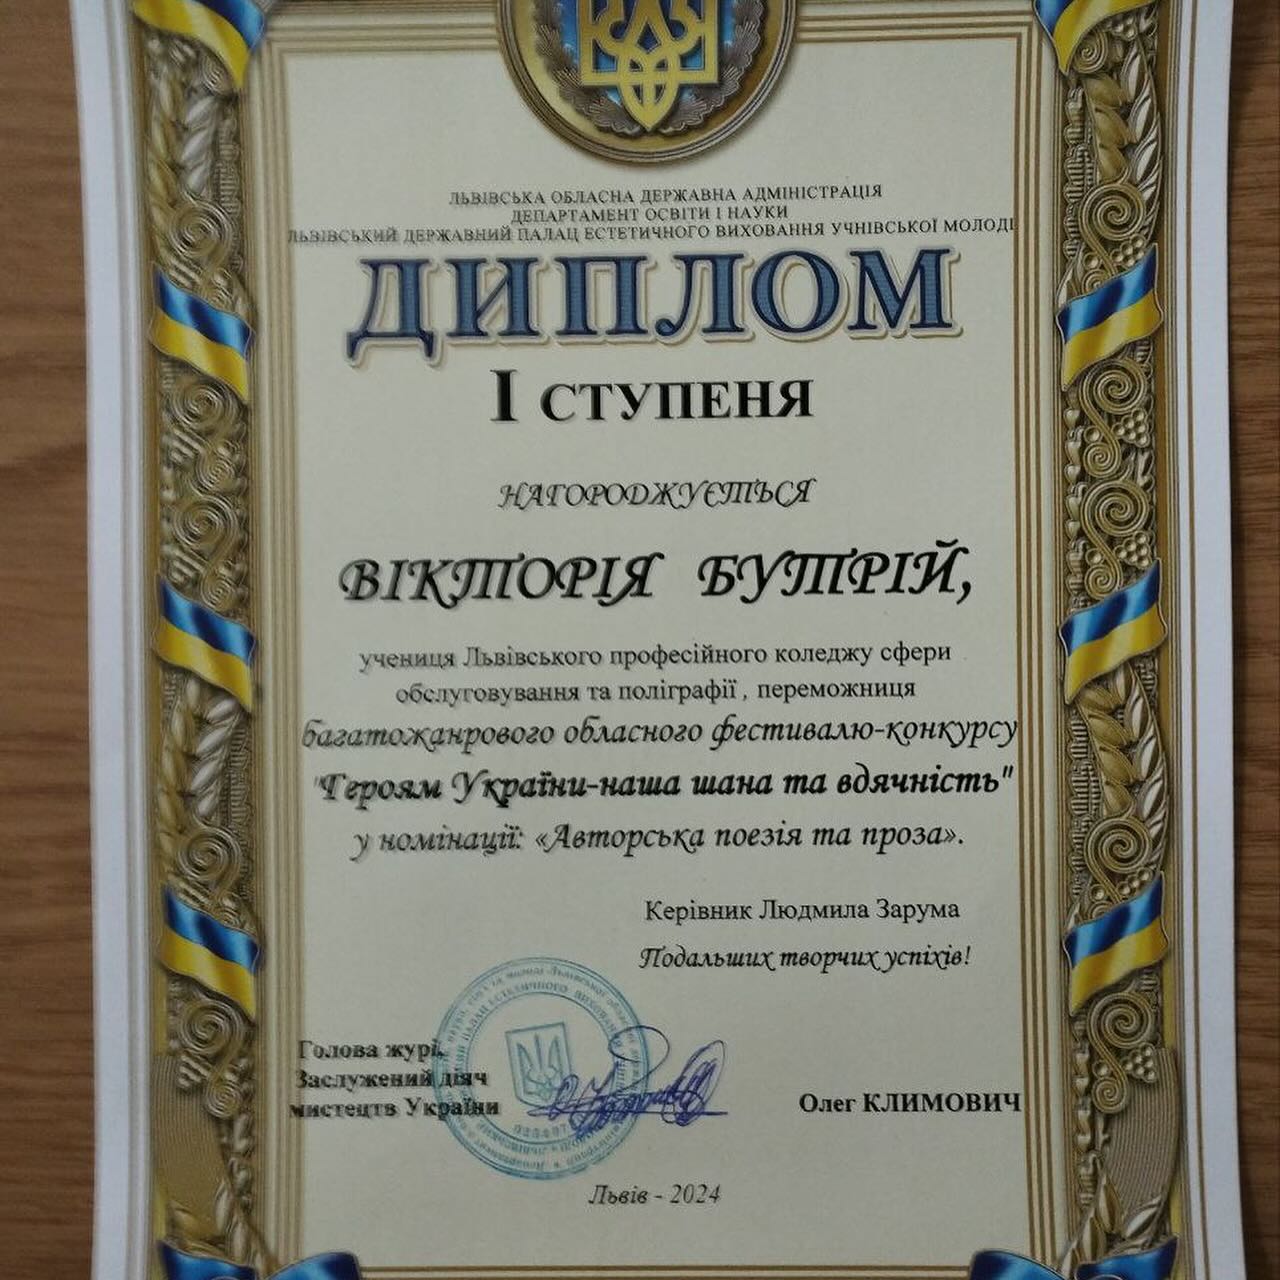 ЛЬВІВСЬКА ОБЛАСНА ДЕРЖАВНА АДМІНІСТРАЦІЯ
ДЕПАРТАМЕНТ ОСВІТИ І НАУКИ
ЛЬВІВСЬКИЙ ДЕРЖАВНИЙ ПАЛАЦ ЕСТЕТИЧНОГО ВИХОВАННЯ УЧНІВСЬКОЇ МОЛОДІ
ДИПЛОМ
І СТУПЕНЯ
НАГОРОДЖУЄТЬСЯ
ВІКТОРІЯ БУТРІЙ,
учениця Львівського професійного коледжу сфери
обслуговування та поліграфії , переможниця
багатожанрового обласного фестивалю-конкурсу
"Героям України-наша шана та вдячність"
у номінації: «Авторська поезія та проза».
Керівник Людмила Зарума
Подальших творчих успіхів!
Голова журі,
Заслужений діяч
мистецтв України
Олег КЛИМОВИЧ
Львів - 2024